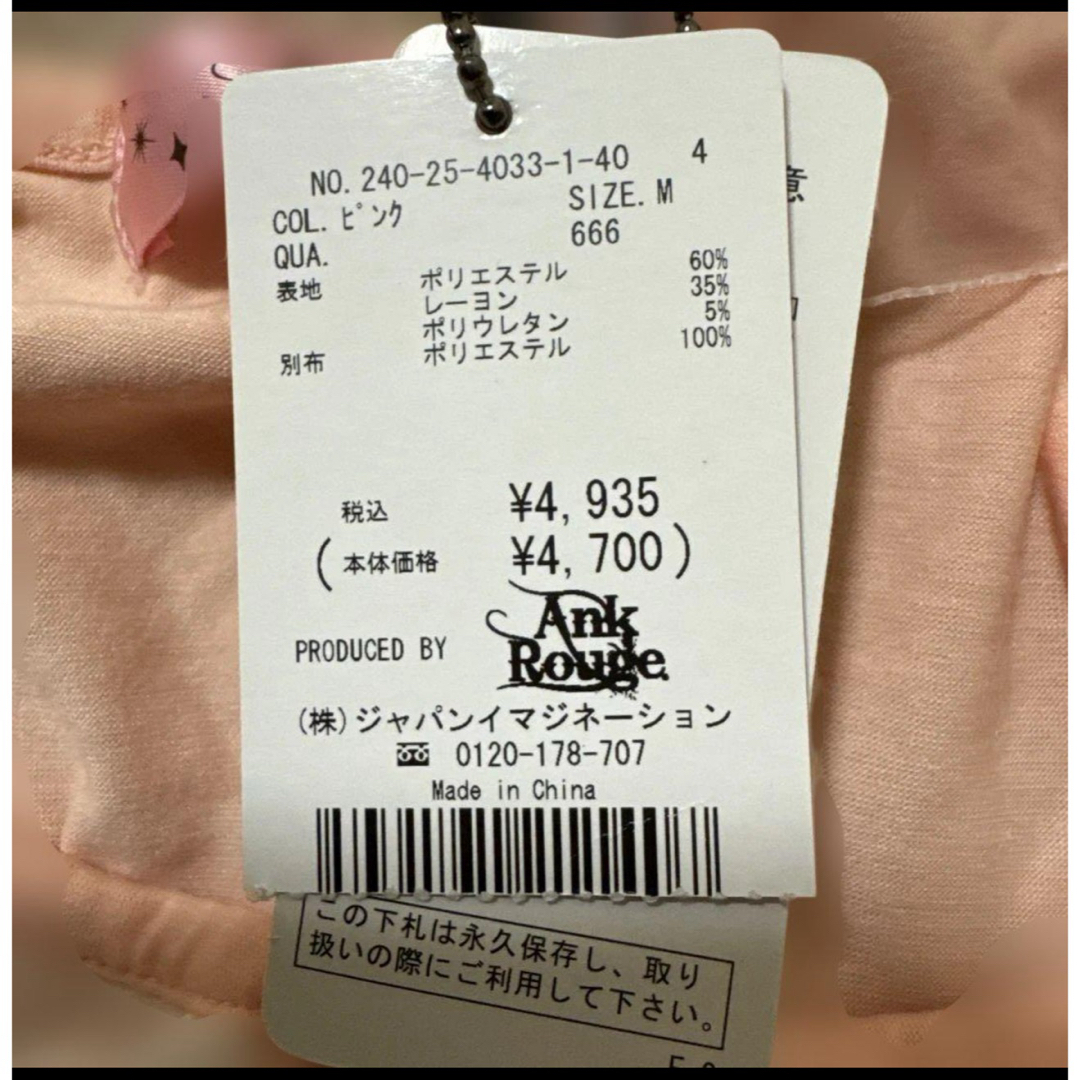 NO. 240-25-4033-1-40 4
COL. ピンク SIZE. M
QUA. 666
表地 ポリエステル 60%
レーヨン 35%
ポリウレタン 5%
別布 ポリエステル 100%
税込 ¥4, 935
( 本体価格 ¥4, 700 )
PRODUCED BY Ank Rouge
(株)ジャパンイマジネーション
0120-178-707
Made in China
この下札は永久保存し、取り
扱いの際にご利用して下さい。
意